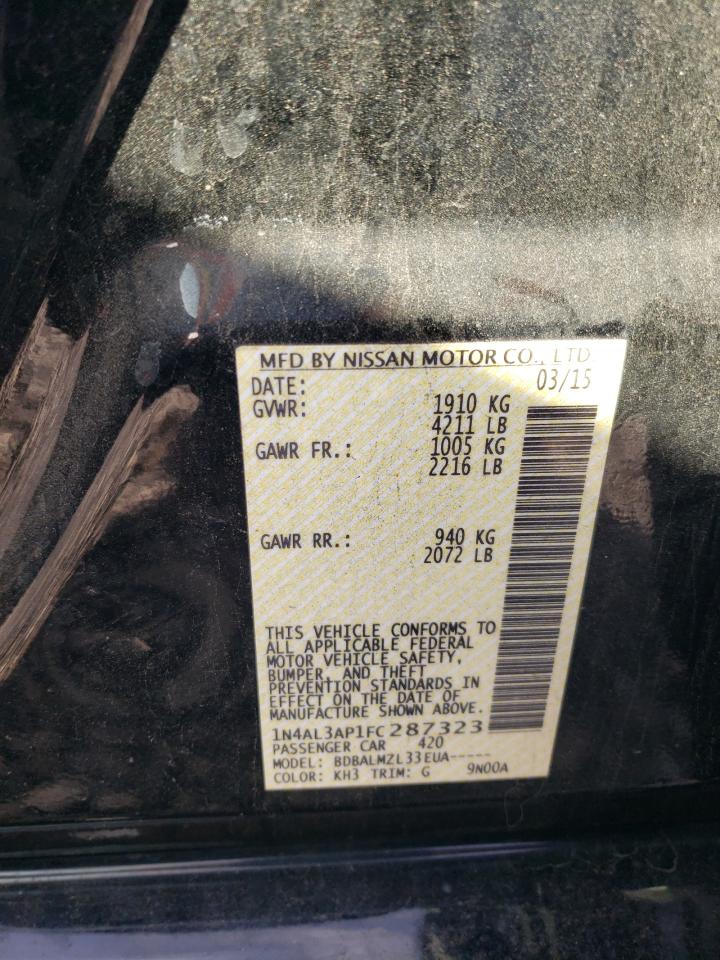 MFD BY NISSAN MOTOR CO., LTD
DATE: 03/15
GVWR: 1910 KG
4211 LB
GAWR FR.: 1005 KG
2216 LB
GAWR RR.: 940 KG
2072 LB
THIS VEHICLE CONFORMS TO
ALL APPLICABLE FEDERAL
MOTOR VEHICLE SAFETY,
BUMPER, AND THEFT
PREVENTION STANDARDS IN
EFFECT ON THE DATE OF
MANUFACTURE SHOWN ABOVE.
1N4AL3AP1FC287323
PASSENGER CAR 420
MODEL: BDBALMZL33EUA-----
COLOR: KH3 TRIM: G 9N00A